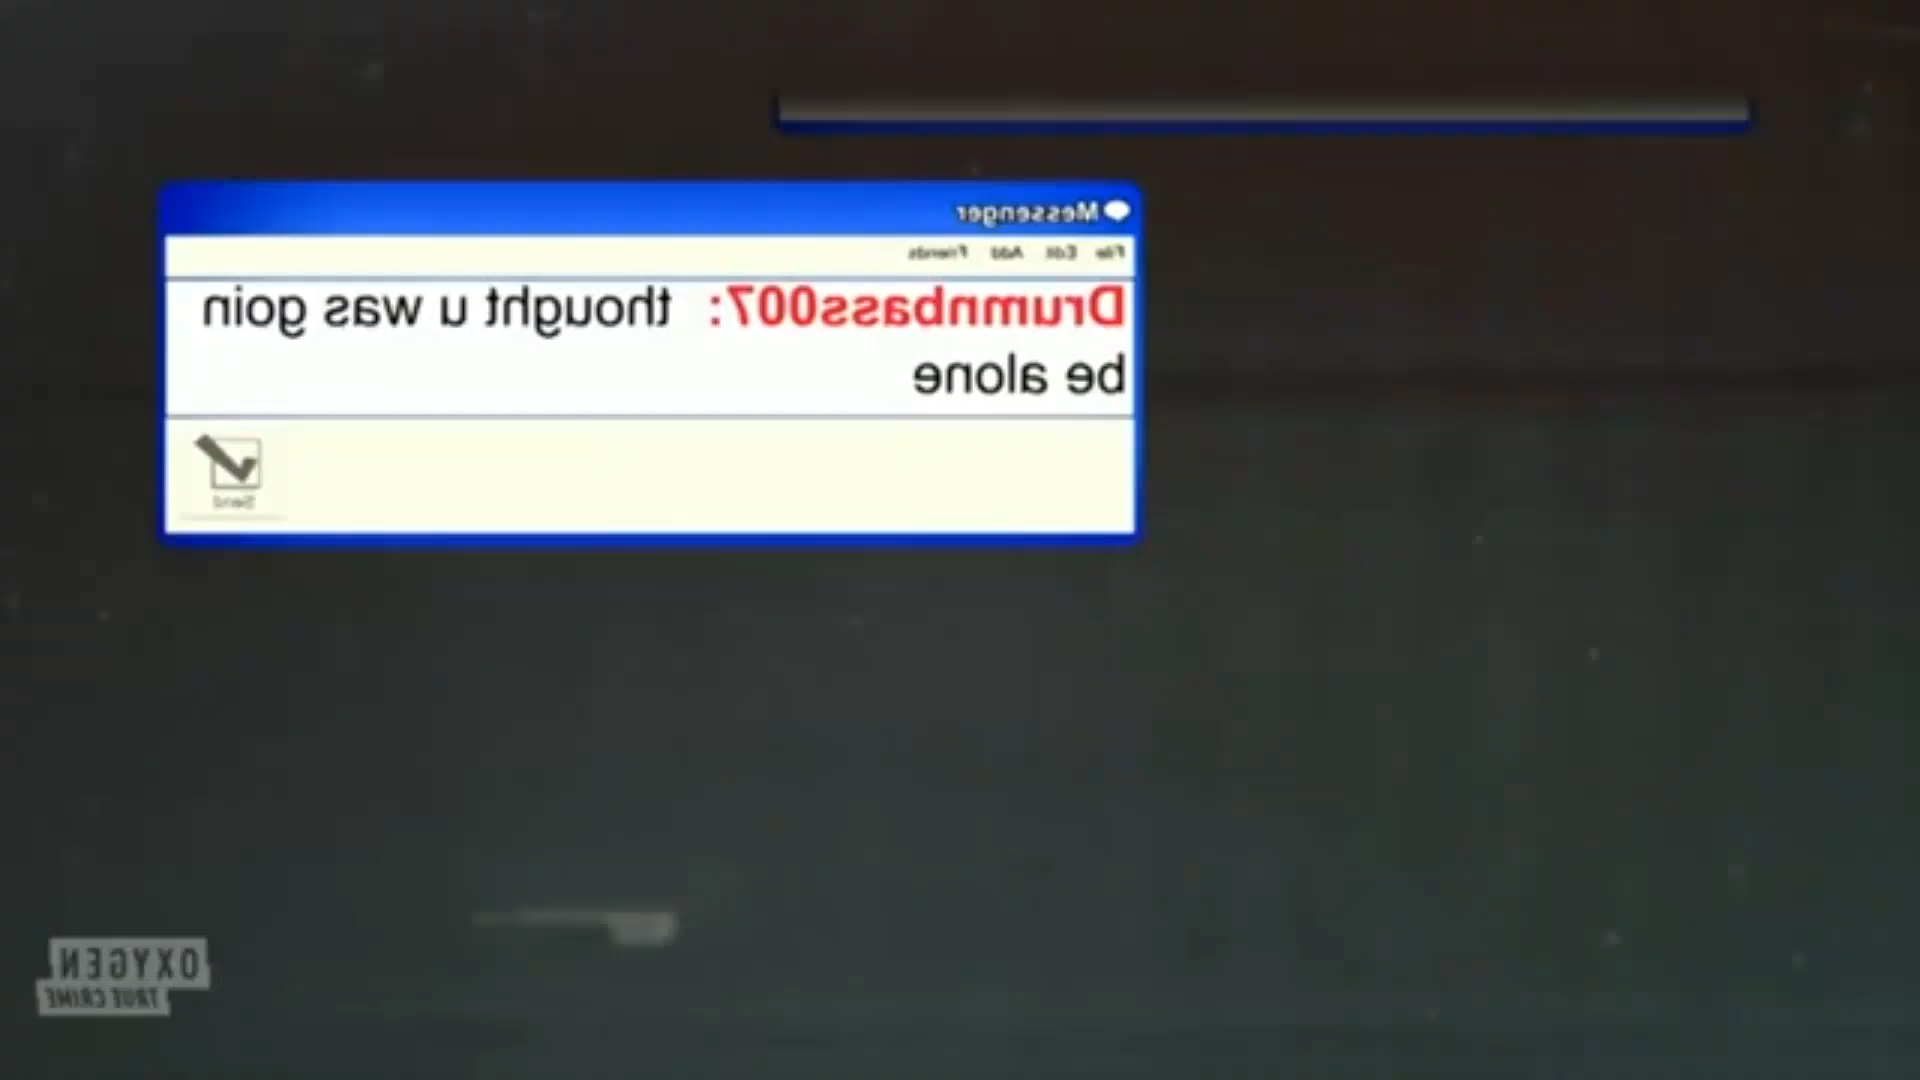 Messenger
File Edit Add Friends
Drumnbass007: thought u was goin
be alone
Send
OXYGEN
TRUE CRIME